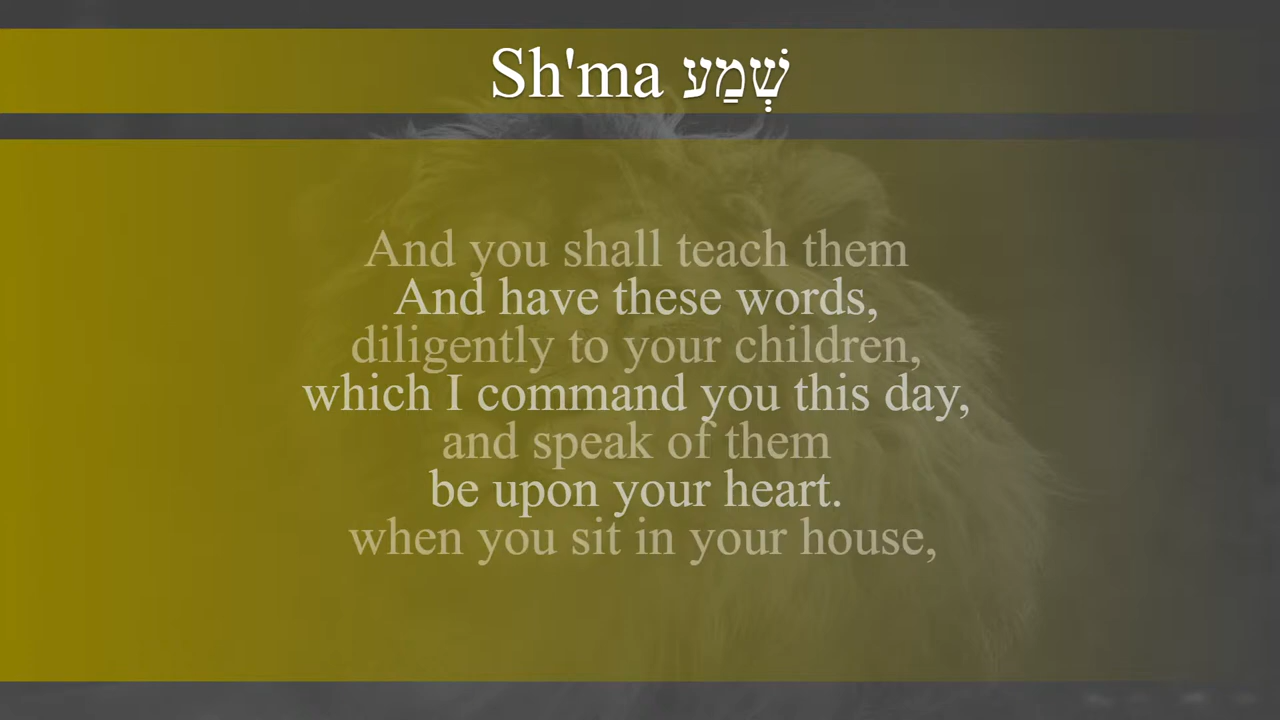 Sh'ma שְׁמַע
And you shall teach them
And have these words,
diligently to your children,
which I command you this day,
and speak of them
be upon your heart.
when you sit in your house,